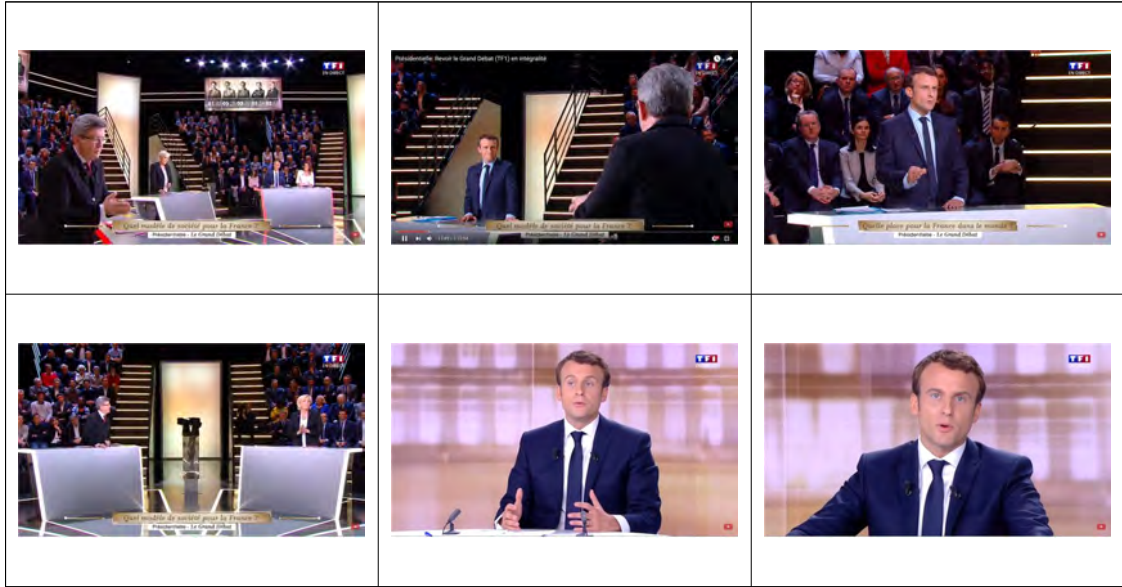 TF1
EN DIRECT
Quel modèle de société pour la France ?
Présidentielle - Le Grand Débat
Présidentielle: Revoir le Grand Débat (TF1) en intégralité
TF1
Quel modèle de société pour la France ?
Présidentielle - Le Grand Débat
TF1
EN DIRECT
Quelle place pour la France dans le monde ?
Présidentielle - Le Grand Débat
TF1
EN DIRECT
Quel modèle de société pour la France ?
Présidentielle - Le Grand Débat
TF1
TF1